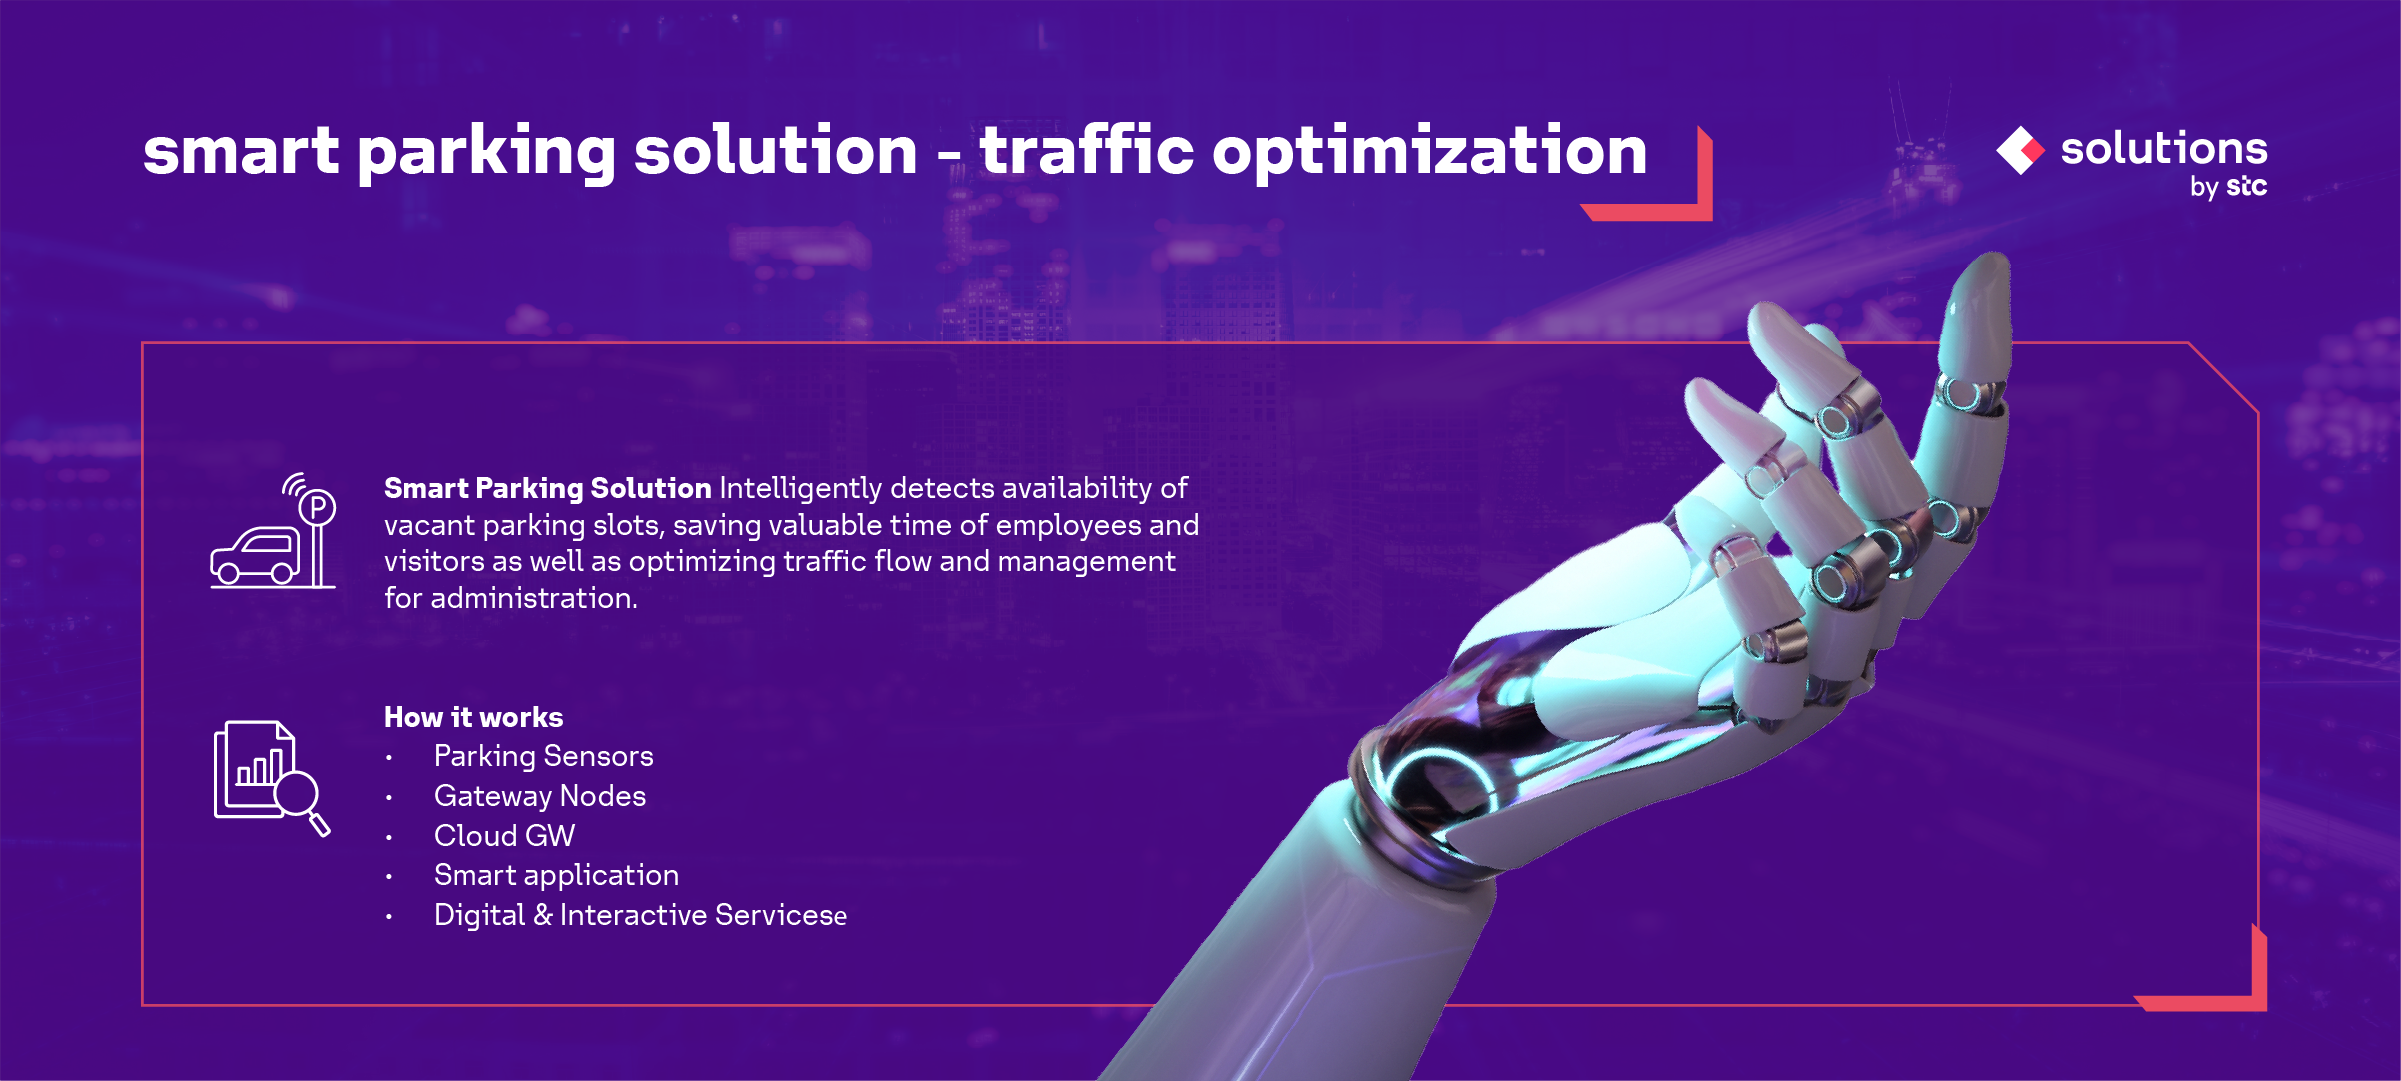 smart parking solution - traffic optimization
solutions
by stc
P
Smart Parking Solution Intelligently detects availability of
vacant parking slots, saving valuable time of employees and
visitors as well as optimizing traffic flow and management
for administration.
How it works
• Parking Sensors
• Gateway Nodes
• Cloud GW
• Smart application
• Digital & Interactive Servicese